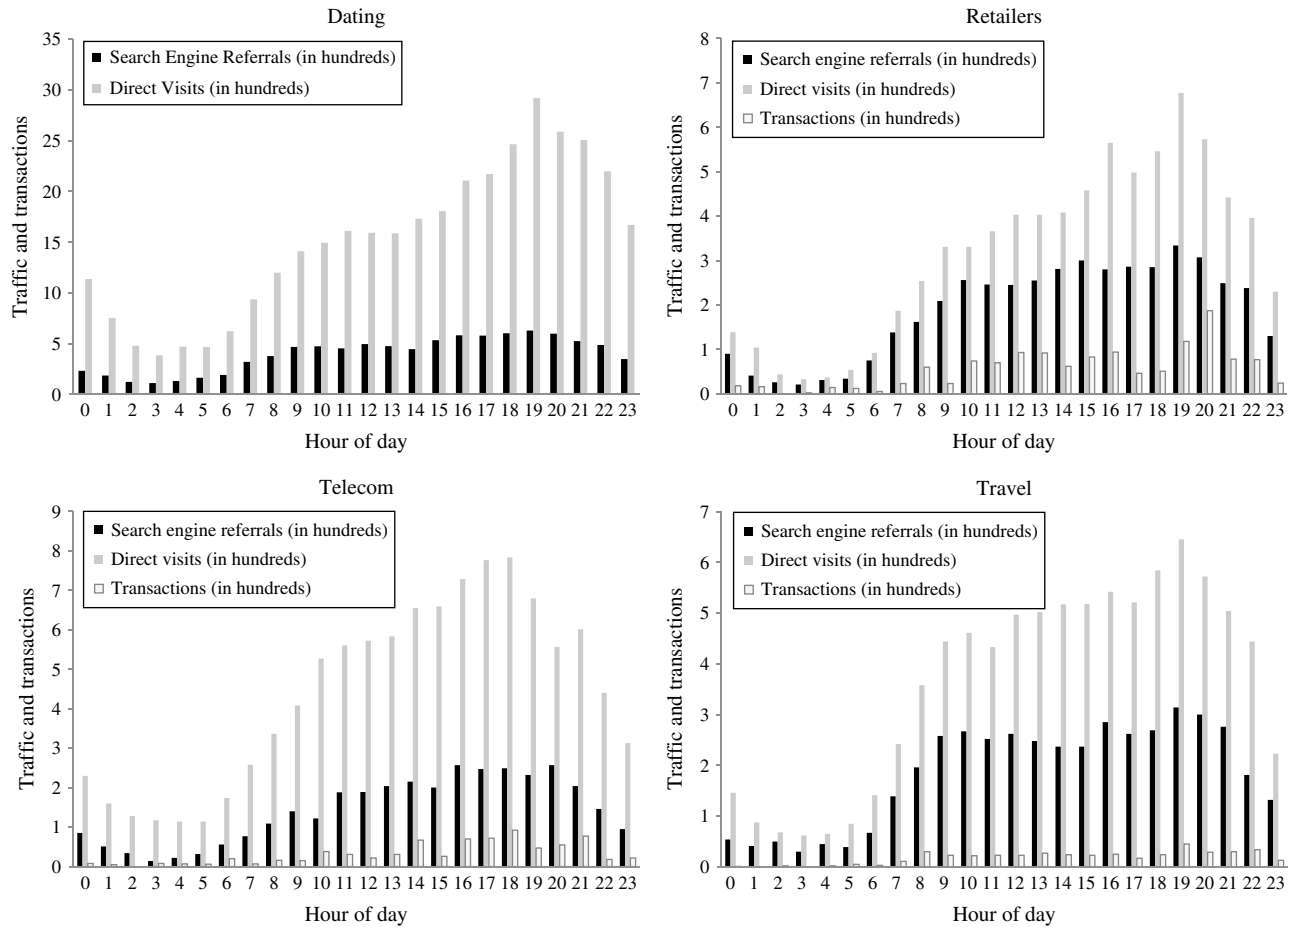 Dating
35
30
25
20
15
10
5
0
Traffic and transactions
Search Engine Referrals (in hundreds)
Direct Visits (in hundreds)
0 1 2 3 4 5 6 7 8 9 10 11 12 13 14 15 16 17 18 19 20 21 22 23
Hour of day
Retailers
8
7
6
5
4
3
2
1
0
Traffic and transactions
Search engine referrals (in hundreds)
Direct visits (in hundreds)
Transactions (in hundreds)
0 1 2 3 4 5 6 7 8 9 10 11 12 13 14 15 16 17 18 19 20 21 22 23
Hour of day
Telecom
9
8
7
6
5
4
3
2
1
0
Traffic and transactions
Search engine referrals (in hundreds)
Direct visits (in hundreds)
Transactions (in hundreds)
0 1 2 3 4 5 6 7 8 9 10 11 12 13 14 15 16 17 18 19 20 21 22 23
Hour of day
Travel
7
6
5
4
3
2
1
0
Traffic and transactions
Search engine referrals (in hundreds)
Direct visits (in hundreds)
Transactions (in hundreds)
0 1 2 3 4 5 6 7 8 9 10 11 12 13 14 15 16 17 18 19 20 21 22 23
Hour of day